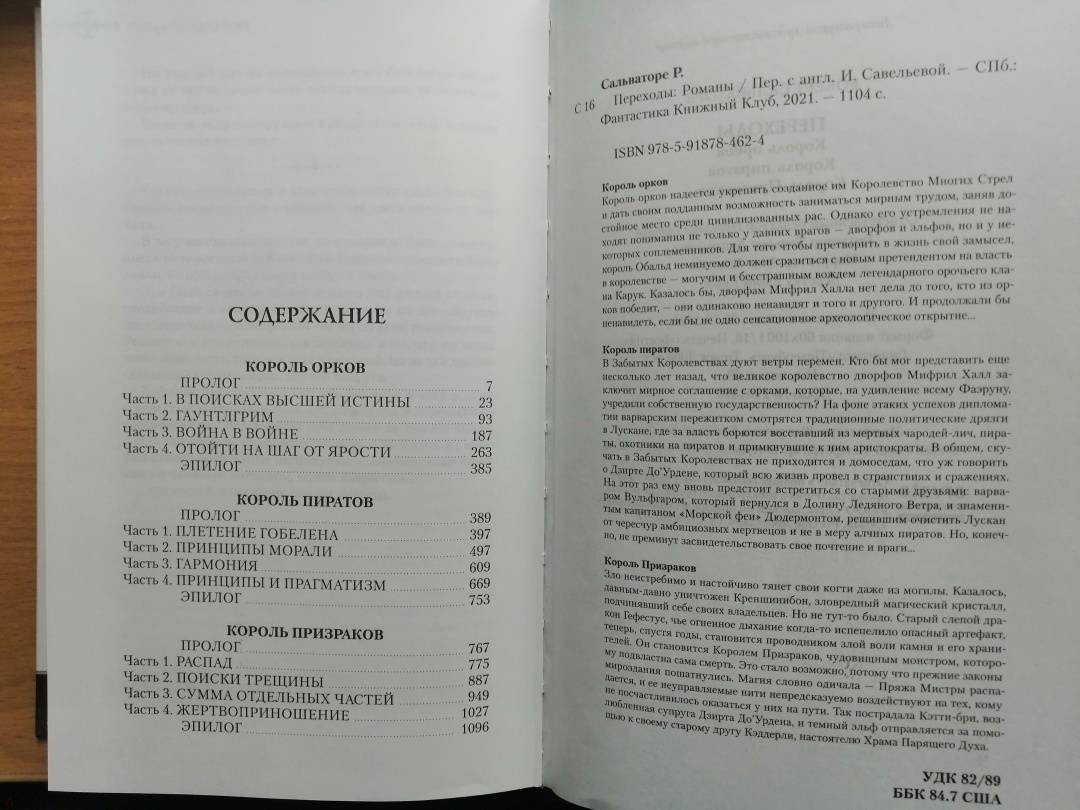 СОДЕРЖАНИЕ
КОРОЛЬ ОРКОВ
ПРОЛОГ 7
Часть 1. В ПОИСКАХ ВЫСШЕЙ ИСТИНЫ 23
Часть 2. ГАУНТЛГРИМ 93
Часть 3. ВОЙНА В ВОЙНЕ 187
Часть 4. ОТОЙТИ НА ШАГ ОТ ЯРОСТИ 263
ЭПИЛОГ 385
КОРОЛЬ ПИРАТОВ
ПРОЛОГ 389
Часть 1. ПЛЕТЕНИЕ ГОБЕЛЕНА 397
Часть 2. ПРИНЦИПЫ МОРАЛИ 497
Часть 3. ГАРМОНИЯ 609
Часть 4. ПРИНЦИПЫ И ПРАГМАТИЗМ 669
ЭПИЛОГ 753
КОРОЛЬ ПРИЗРАКОВ
ПРОЛОГ 767
Часть 1. РАСПАД 775
Часть 2. ПОИСКИ ТРЕЩИНЫ 887
Часть 3. СУММА ОТДЕЛЬНЫХ ЧАСТЕЙ 949
Часть 4. ЖЕРТВОПРИНОШЕНИЕ 1027
ЭПИЛОГ 1096
Сальваторе Р.
С 16 Переходы: Романы / Пер. с англ. И. Савельевой. — СПб.:
Фантастика Книжный Клуб, 2021. — 1104 с.
ISBN 978-5-91878-462-4
Король орков
Король орков надеется укрепить созданное им Королевство Многих Стрел
и дать своим подданным возможность заниматься мирным трудом, заняв до-
стойное место среди цивилизованных рас. Однако его устремления не на-
ходят понимания не только у давних врагов — дворфов и эльфов, но и у не-
которых соплеменников. Для того чтобы претворить в жизнь свой замысел,
король Обальд неминуемо должен сразиться с новым претендентом на власть
в королевстве — могучим и бесстрашным вождем легендарного орочьего кла-
на Карук. Казалось бы, дворфам Мифрил Халла нет дела до того, кто из ор-
ков победит, — они одинаково ненавидят и того и другого. И продолжали бы
ненавидеть, если бы не одно сенсационное археологическое открытие...
Король пиратов
В Забытых Королевствах дуют ветры перемен. Кто бы мог представить еще
несколько лет назад, что великое королевство дворфов Мифрил Халл за-
ключит мирное соглашение с орками, которые, на удивление всему Фаэруну,
учредили собственную государственность? На фоне этаких успехов дипломa-
тии варварским пережитком смотрятся традиционные политические дрязги
в Лускане, где за власть борются восставший из мертвых чародей-лич, пира-
ты, охотники на пиратов и примкнувшие к ним аристократы. В общем, ску-
чать в Забытых Королевствах не приходится и домоседам, что уж говорить
о Дзирте До'Урдене, который всю жизнь провел в странствиях и сражениях.
На этот раз ему вновь предстоит встретиться со старыми друзьями: варва-
ром Вульфгаром, который вернулся в Долину Ледяного Ветра, и знамени-
тым капитаном «Морской феи» Дюдермонтом, решившим очистить Лускан
от чересчур амбициозных мертвецов и не в меру алчных пиратов. Но, конеч-
но, не преминут засвидетельствовать свое почтение и враги...
Король Призраков
Зло неистребимо и настойчиво тянет свои когти даже из могилы. Казалось,
давным-давно уничтожен Креншинибон, зловредный магический кристалл,
подчинявший себе своих владельцев. Но не тут-то было. Старый слепой дра-
кон Гефестус, чье огненное дыхание когда-то испепелило опасный артефакт,
теперь, спустя годы, становится проводником злой воли камня и его храни-
телей. Он становится Королем Призраков, чудовищным монстром, которо-
му подвластна сама смерть. Это стало возможно, потому что прежние законы
мироздания пошатнулись. Магия словно одичала — Пряжа Мистры распа-
дается, и ее неуправляемые нити непредсказуемо воздействуют на тех, кому
не посчастливилось оказаться у них на пути. Так пострадала Кэтти-бри, воз-
любленная супруга Дзирта До'Урдена, и темный эльф отправляется за помо-
щью к своему старому другу Кэддерли, настоятелю Храма Парящего Духа.
УДК 82/89
ББК 84.7 США